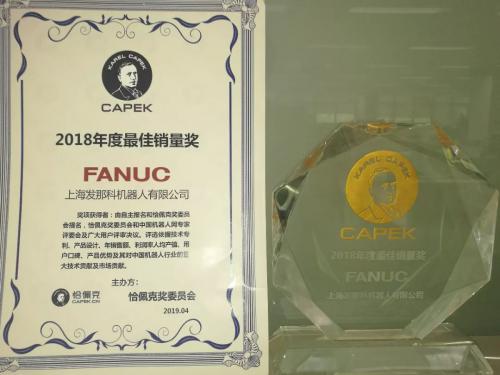 KAREL CAPEK
CAPEK
2018年度最佳销量奖
FANUC
上海发那科机器人有限公司
奖项获得者：由自主报名和恰佩克奖委员
会提名，恰佩克奖委员会和中国机器人网专家
评委会及广大用户评审决议。评选依据技术专
利、产品设计、年销售额、利润率人均产值、用
户口碑、产品优势及其对中国机器人行业的巨
大技术贡献及市场贡献。
主办方：
恰佩克
CAPEK.CN
恰佩克奖委员会
2019.04
KAREL CAPEK
CAPEK
2018年度最佳销量奖
FANUC
上海发那科机器人有限公司